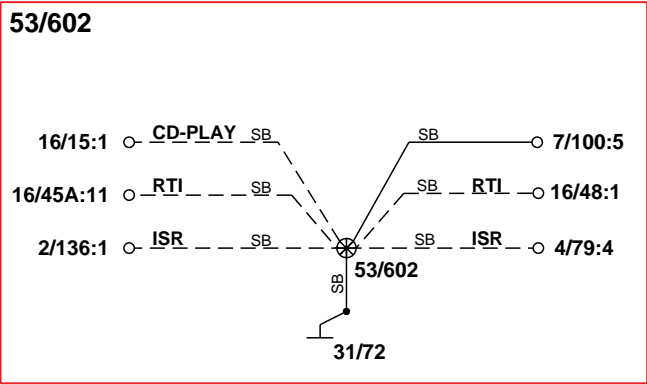 53/602
16/15:1 CD-PLAY SB SB 7/100:5
16/45A:11 RTI SB SB RTI 16/48:1
2/136:1 ISR SB SB ISR 4/79:4
53/602
SB
31/72